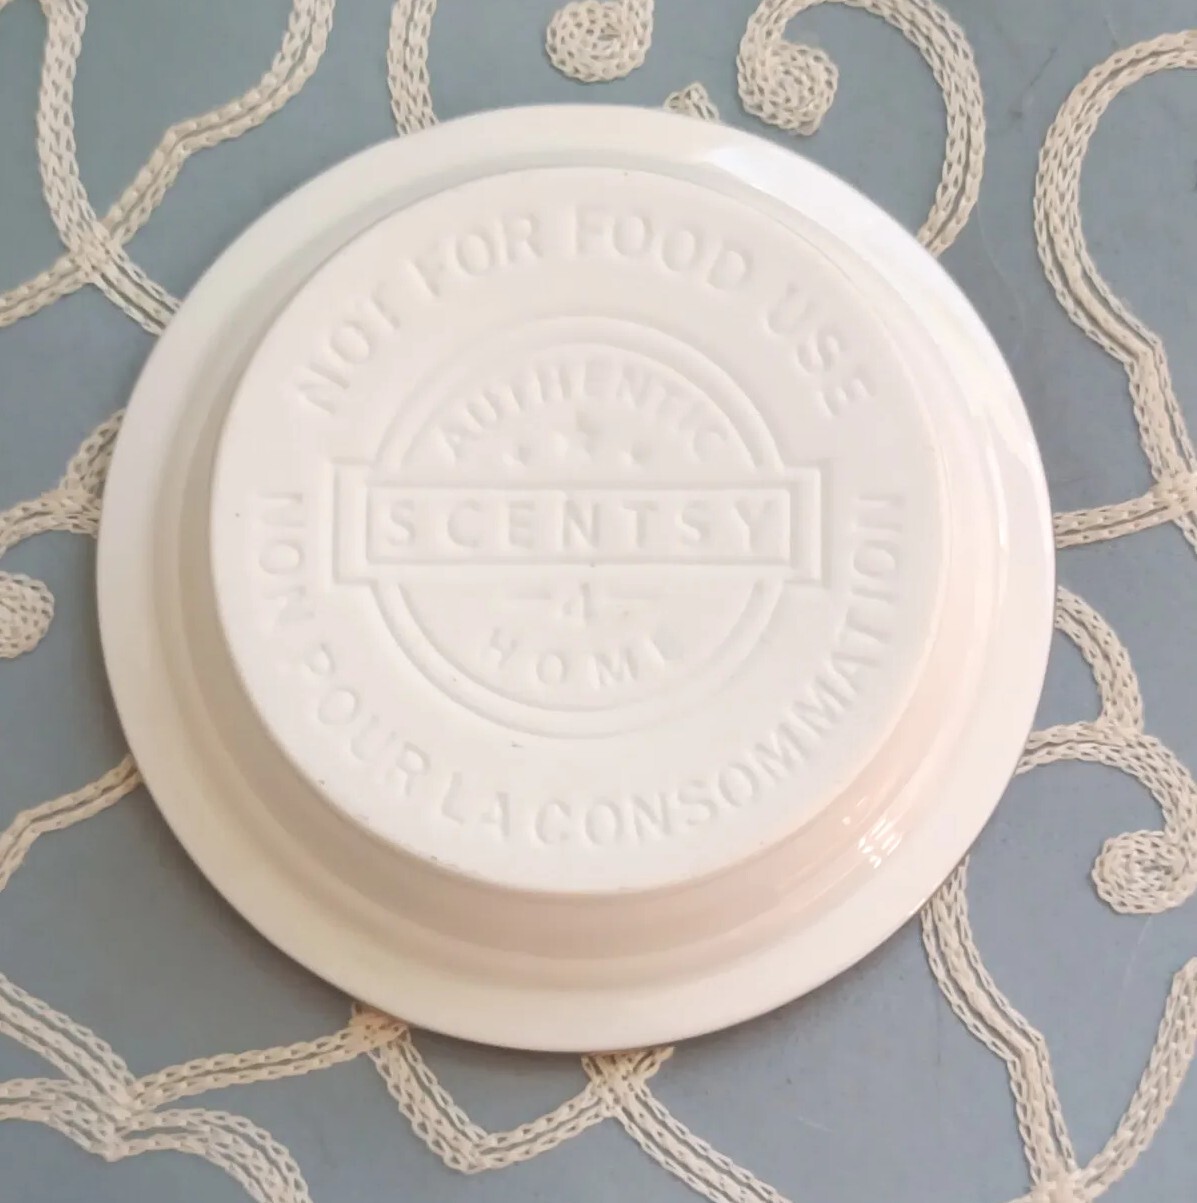 NOT FOR FOOD USE
AUTHENTIC
SCENTSY
4
HOME
NON POUR LA CONSOMMATION